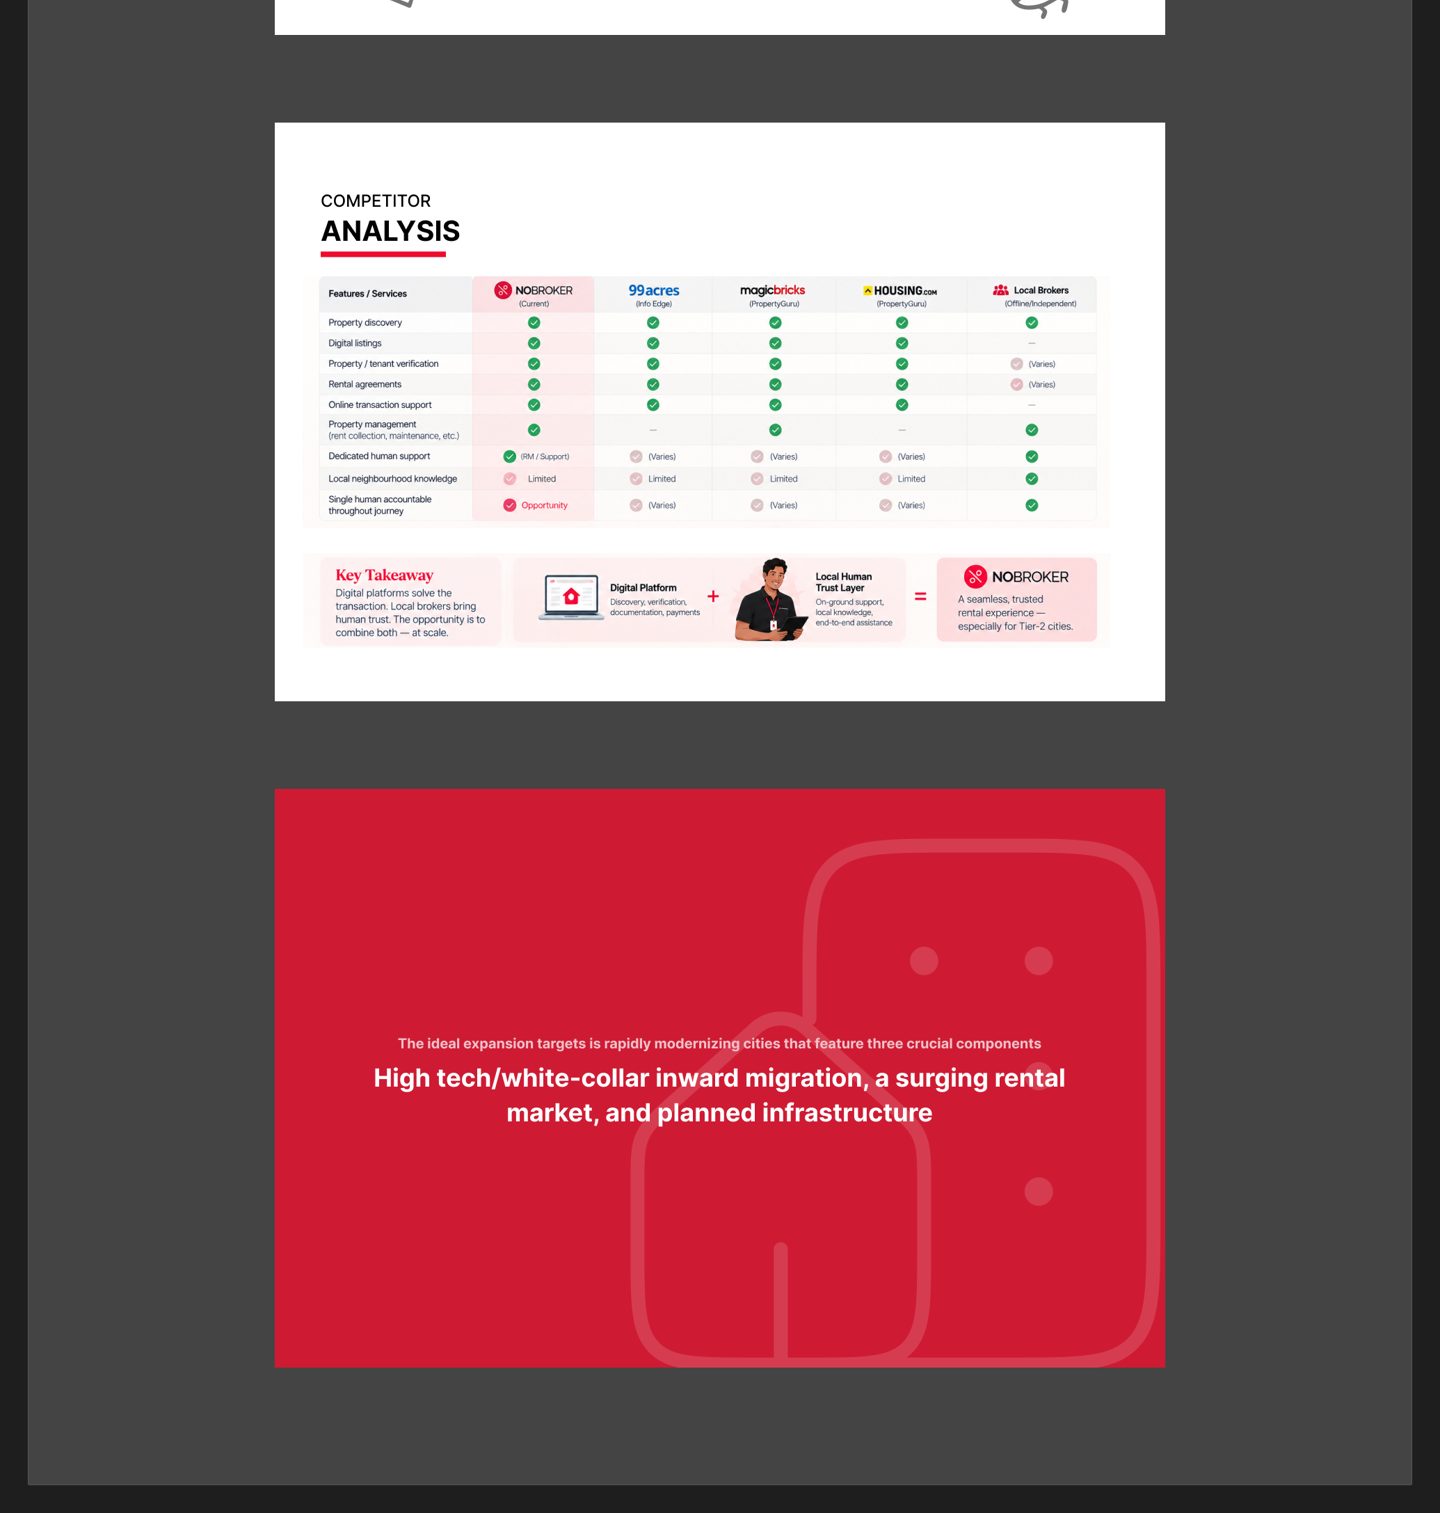 COMPETITOR
ANALYSIS
Features / Services
NOBROKER
(Current)
99acres
(Info Edge)
magicbricks
(PropertyGuru)
HOUSING.COM
(PropertyGuru)
Local Brokers
(Offline/Independent)
Property discovery
Digital listings
—
Property / tenant verification
(Varies)
Rental agreements
(Varies)
Online transaction support
—
Property management
(rent collection, maintenance, etc.)
—
—
Dedicated human support
(RM / Support)
(Varies)
(Varies)
(Varies)
Local neighbourhood knowledge
Limited
Limited
Limited
Limited
Single human accountable
throughout journey
Opportunity
(Varies)
(Varies)
(Varies)
Key Takeaway
Digital platforms solve the
transaction. Local brokers bring
human trust. The opportunity is to
combine both — at scale.
Digital Platform
Discovery, verification,
documentation, payments
+
Local Human
Trust Layer
On-ground support,
local knowledge,
end-to-end assistance
=
NOBROKER
A seamless, trusted
rental experience —
especially for Tier-2 cities.
The ideal expansion targets is rapidly modernizing cities that feature three crucial components
High tech/white-collar inward migration, a surging rental
market, and planned infrastructure